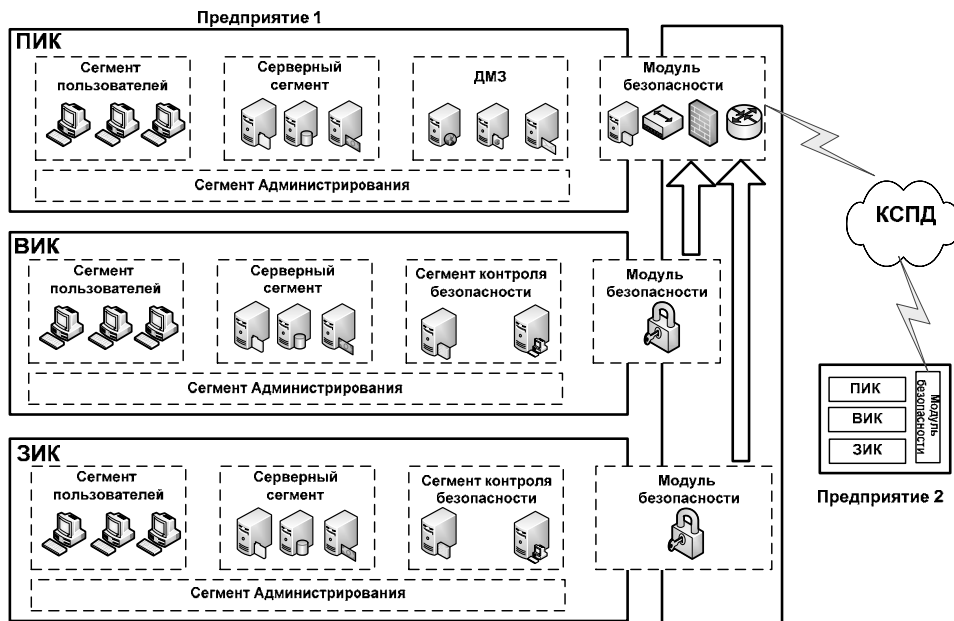 Предприятие 1
ПИК
Сегмент
пользователей
Серверный
сегмент
ДМЗ
Модуль
безопасности
Сегмент Администрирования
КСПД
ВИК
Сегмент
пользователей
Серверный
сегмент
Сегмент контроля
безопасности
Модуль
безопасности
Сегмент Администрирования
ПИК
ВИК
ЗИК
Модуль
безопасности
Предприятие 2
ЗИК
Сегмент
пользователей
Серверный
сегмент
Сегмент контроля
безопасности
Модуль
безопасности
Сегмент Администрирования